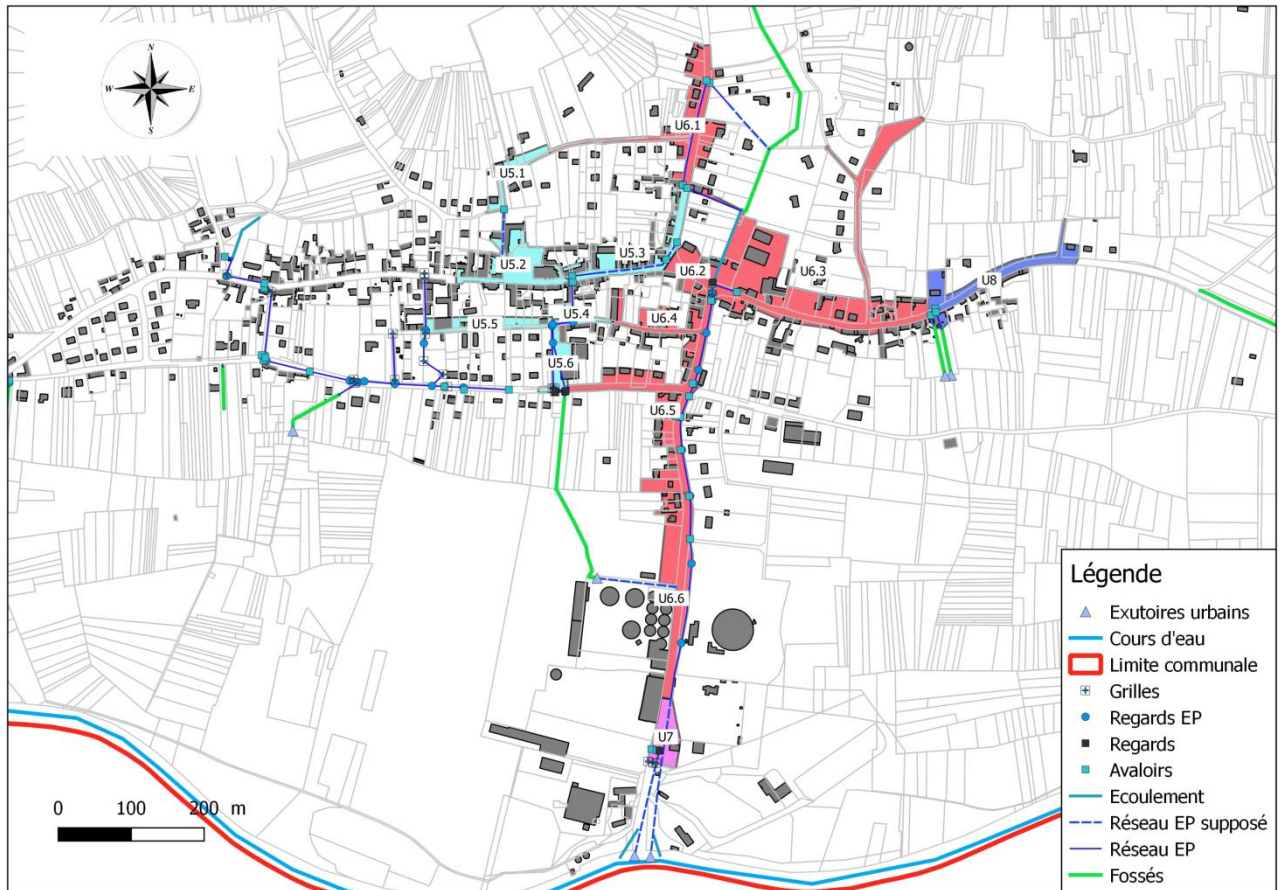 N
W E
S
U6.1
U5.1
U5.2
U5.3
U6.2
U6.3
U8
U5.4
U6.4
U5.5
U5.6
U6.5
U6.6
U7
0 100 200 m
Légende
Exutoires urbains
Cours d'eau
Limite communale
Grilles
Regards EP
Regards
Avaloirs
Ecoulement
Réseau EP supposé
Réseau EP
Fossés